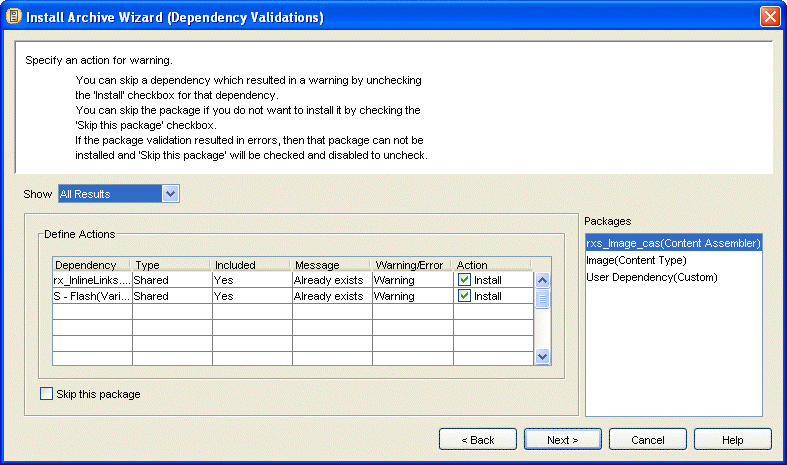 Install Archive Wizard (Dependency Validations)
Specify an action for warning.
You can skip a dependency which resulted in a warning by unchecking
the 'Install' checkbox for that dependency.
You can skip the package if you do not want to install it by checking the
'Skip this package' checkbox.
If the package validation resulted in errors, then that package can not be
installed and 'Skip this package' will be checked and disabled to uncheck.
Show All Results
Define Actions
Dependency Type Included Message Warning/Error Action
rx_InlineLinks.... Shared Yes Already exists Warning Install
S - Flash(Vari... Shared Yes Already exists Warning Install
Skip this package
Packages
rxs_Image_cas(Content Assembler)
Image(Content Type)
User Dependency(Custom)
< Back Next > Cancel Help